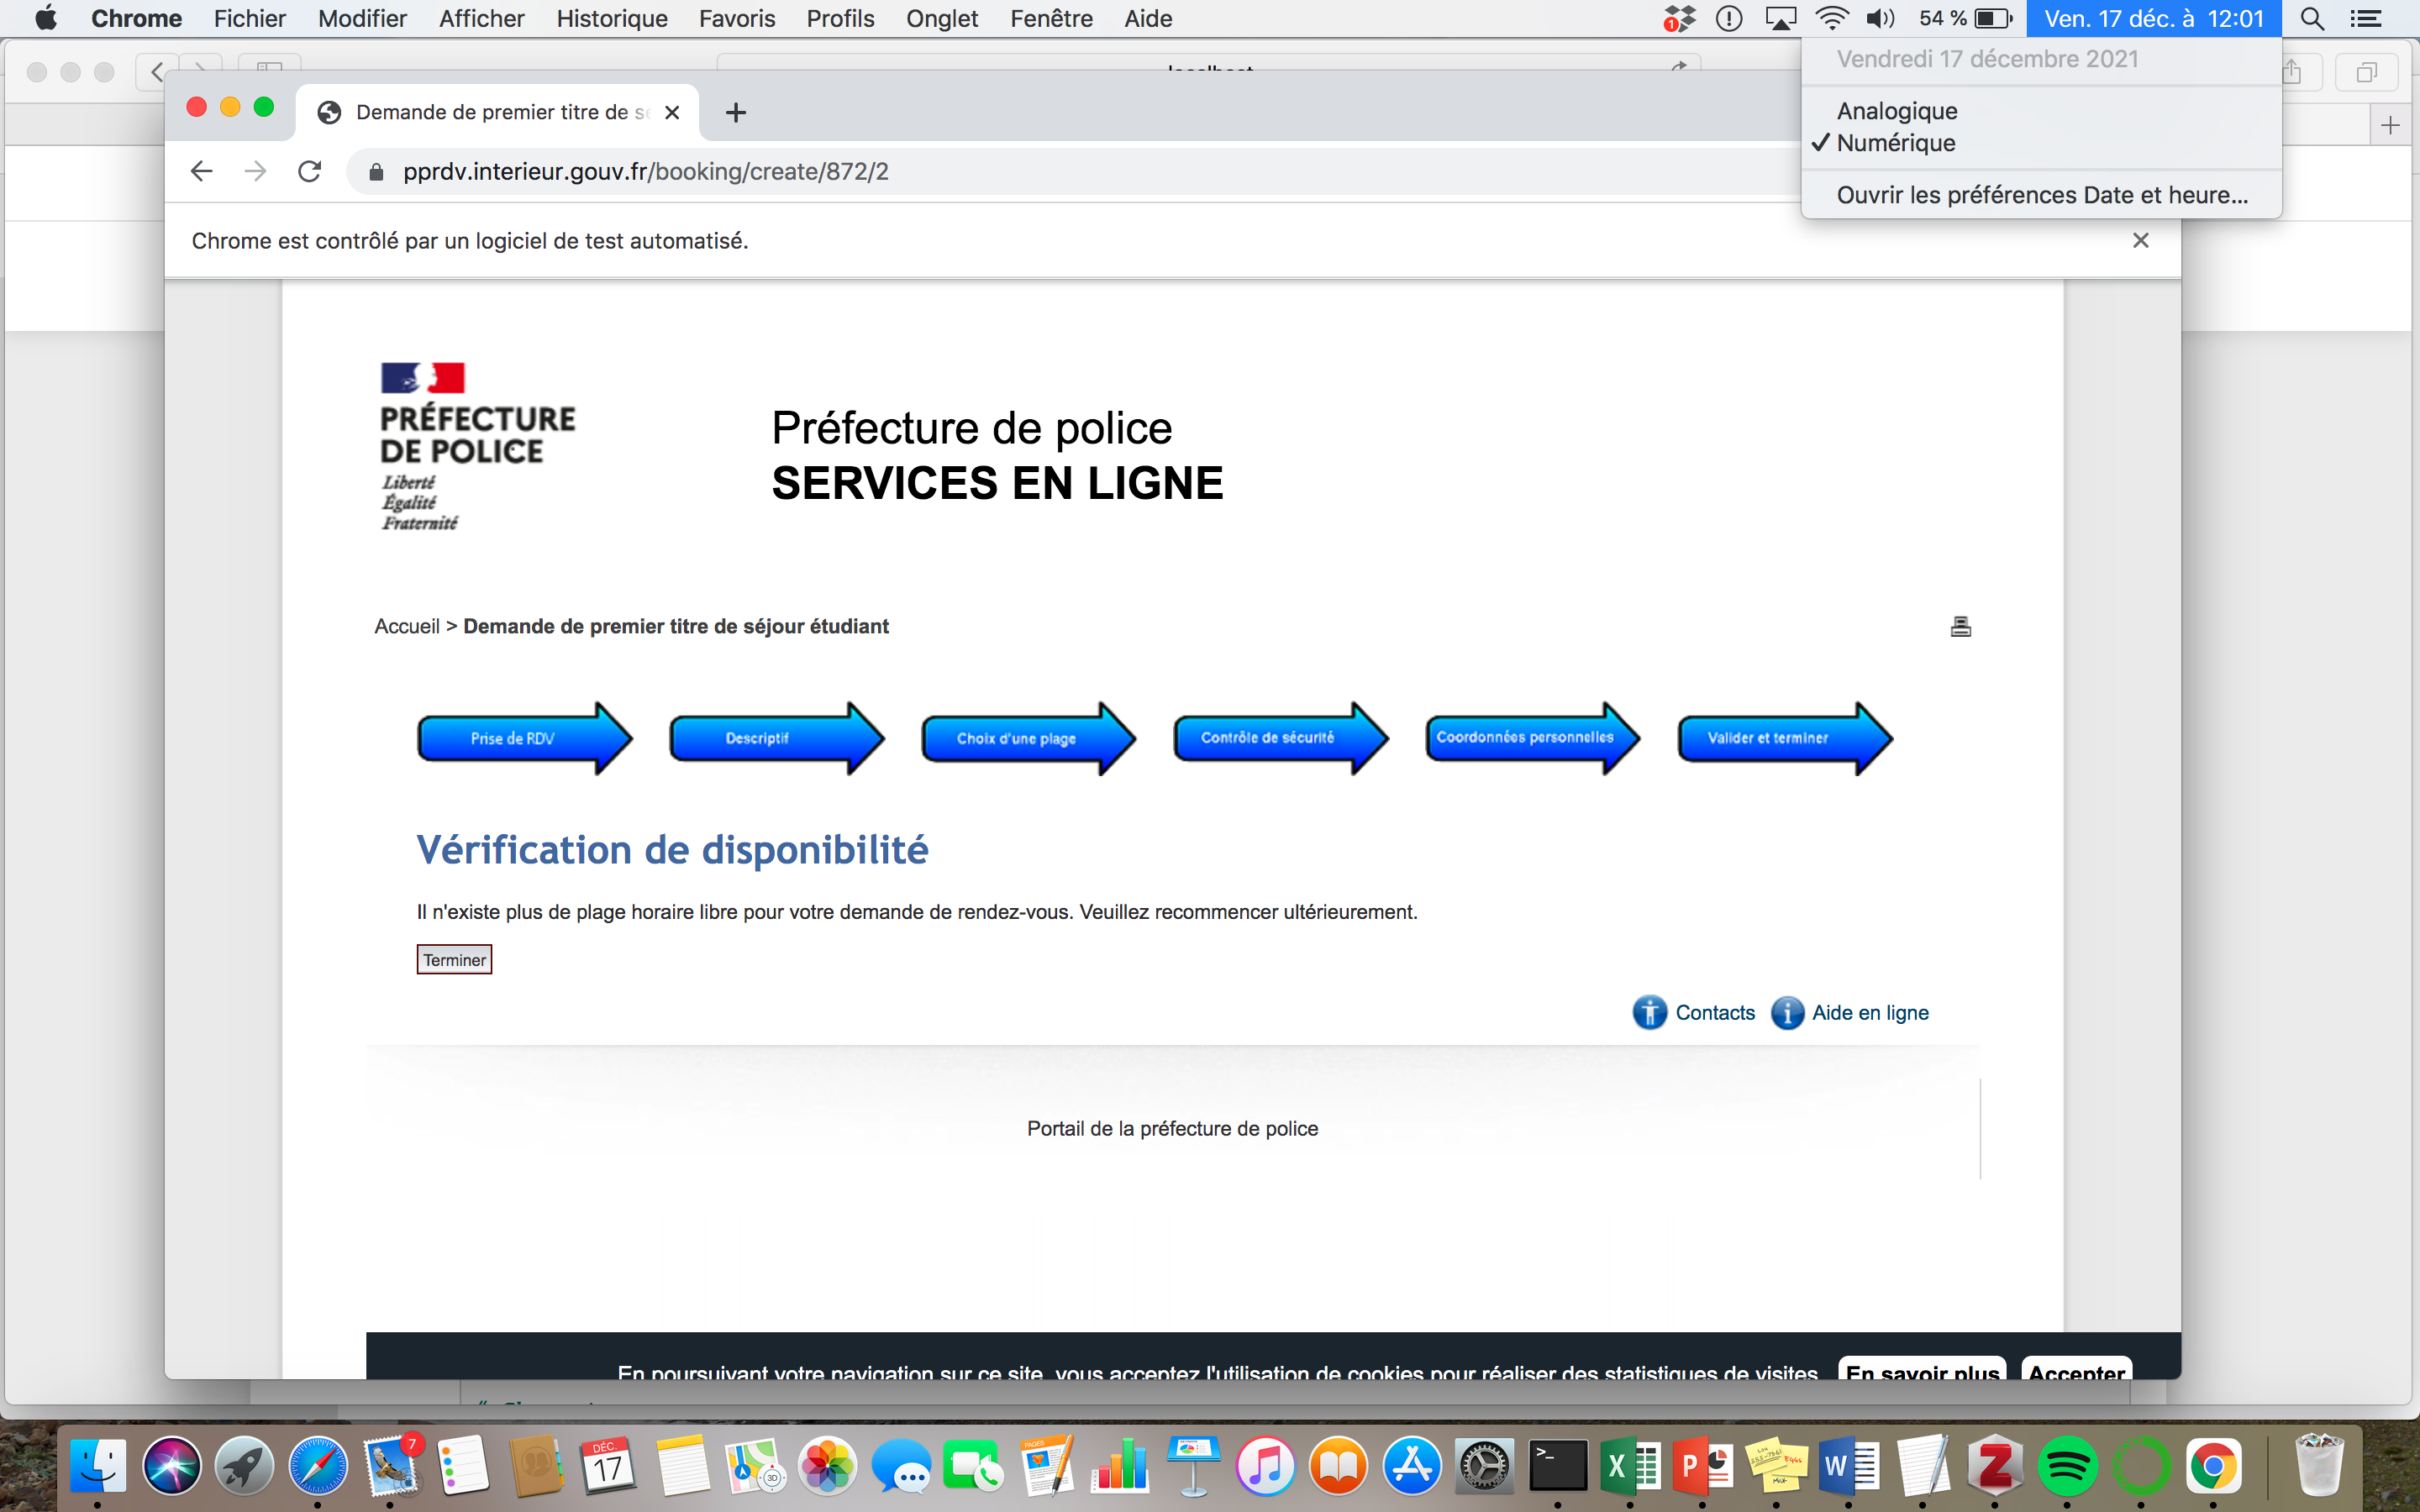 Chrome Fichier Modifier Afficher Historique Favoris Profils Onglet Fenêtre Aide 1 54 % Ven. 17 déc. à 12:01
Vendredi 17 décembre 2021
Analogique
✓ Numérique
Ouvrir les préférences Date et heure...
localhost
Demande de premier titre de sé
pprdv.interieur.gouv.fr/booking/create/872/2
Chrome est contrôlé par un logiciel de test automatisé.
PRÉFECTURE
DE POLICE
Liberté
Égalité
Fraternité
Préfecture de police
SERVICES EN LIGNE
Accueil > Demande de premier titre de séjour étudiant
Prise de RDV
Descriptif
Choix d'une plage
Contrôle de sécurité
Coordonnées personnelles
Valider et terminer
Vérification de disponibilité
Il n'existe plus de plage horaire libre pour votre demande de rendez-vous. Veuillez recommencer ultérieurement.
Terminer
Contacts
Aide en ligne
Portail de la préfecture de police
En poursuivant votre navigation sur ce site, vous acceptez l'utilisation de cookies pour réaliser des statistiques de visites
En savoir plus
Accepter
7
DÉC.
17
3D
PAGES
>_
X
P
W
Z